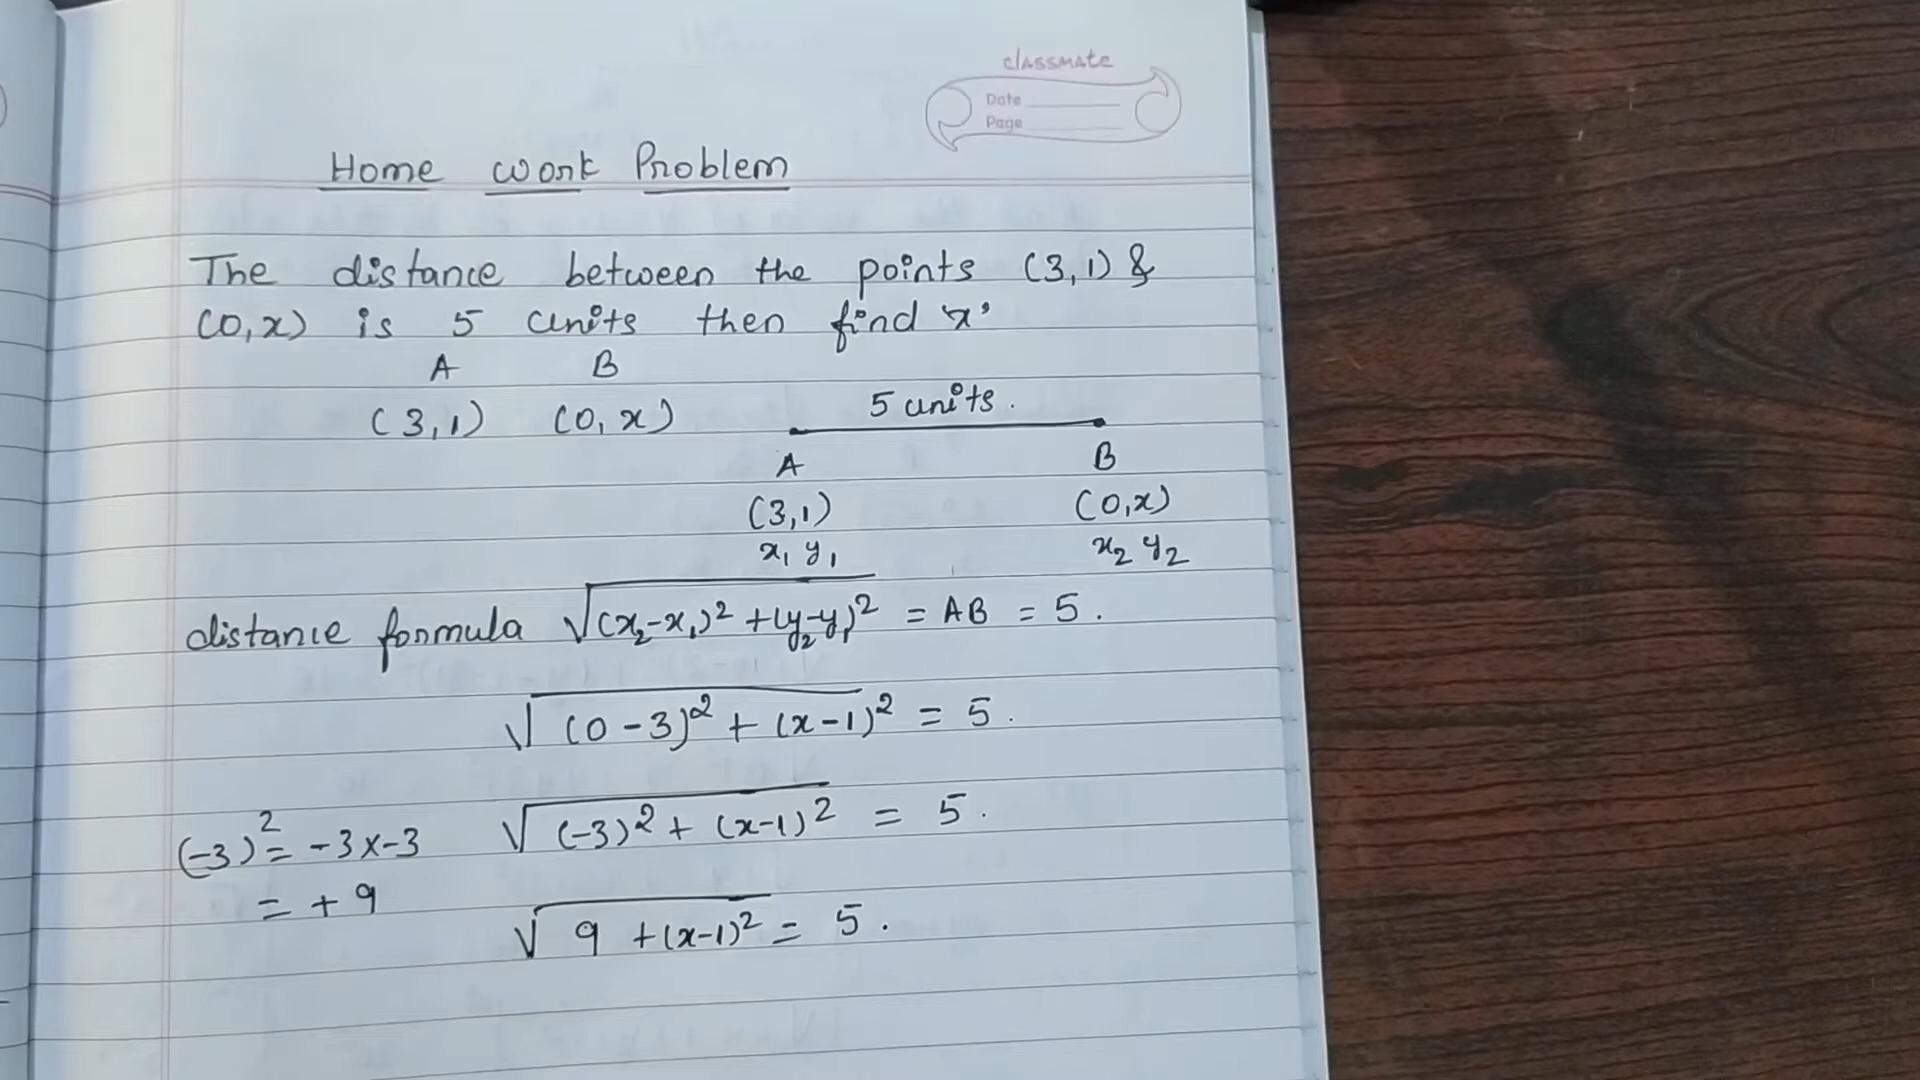 classmate
Date
Page
Home Work Problem
The distance between the points (3,1) &
(0,x) is 5 units then find 'x'
A B
(3,1) (0,x)
5 units.
A B
(3,1) (0,x)
x₁ y₁ x₂ y₂
distance formula √(x₂-x₁)² + (y₂-y₁)² = AB = 5.
√(0-3)² + (x-1)² = 5.
(-3)² = -3x-3 √(-3)² + (x-1)² = 5.
= +9
√9 + (x-1)² = 5.